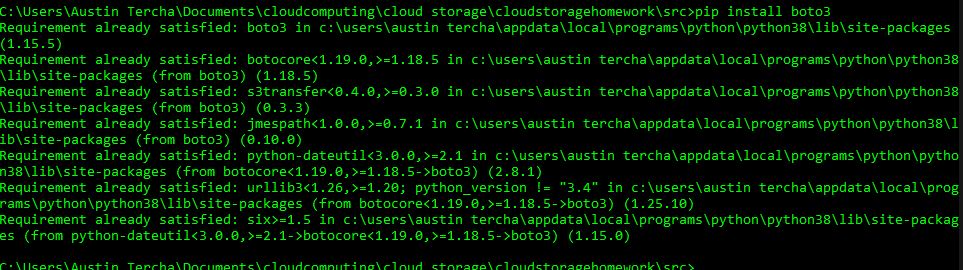 C:\Users\Austin Tercha\Documents\cloudcomputing\cloud storage\cloudstoragehomework\src>pip install boto3
Requirement already satisfied: boto3 in c:\users\austin tercha\appdata\local\programs\python\python38\lib\site-packages
(1.15.5)
Requirement already satisfied: botocore<1.19.0,>=1.18.5 in c:\users\austin tercha\appdata\local\programs\python\python38
\lib\site-packages (from boto3) (1.18.5)
Requirement already satisfied: s3transfer<0.4.0,>=0.3.0 in c:\users\austin tercha\appdata\local\programs\python\python38
\lib\site-packages (from boto3) (0.3.3)
Requirement already satisfied: jmespath<1.0.0,>=0.7.1 in c:\users\austin tercha\appdata\local\programs\python\python38\l
ib\site-packages (from boto3) (0.10.0)
Requirement already satisfied: python-dateutil<3.0.0,>=2.1 in c:\users\austin tercha\appdata\local\programs\python\pytho
n38\lib\site-packages (from botocore<1.19.0,>=1.18.5->boto3) (2.8.1)
Requirement already satisfied: urllib3<1.26,>=1.20; python_version != "3.4" in c:\users\austin tercha\appdata\local\prog
rams\python\python38\lib\site-packages (from botocore<1.19.0,>=1.18.5->boto3) (1.25.10)
Requirement already satisfied: six>=1.5 in c:\users\austin tercha\appdata\local\programs\python\python38\lib\site-packag
es (from python-dateutil<3.0.0,>=2.1->botocore<1.19.0,>=1.18.5->boto3) (1.15.0)
C:\Users\Austin Tercha\Documents\cloudcomputing\cloud storage\cloudstoragehomework\src>